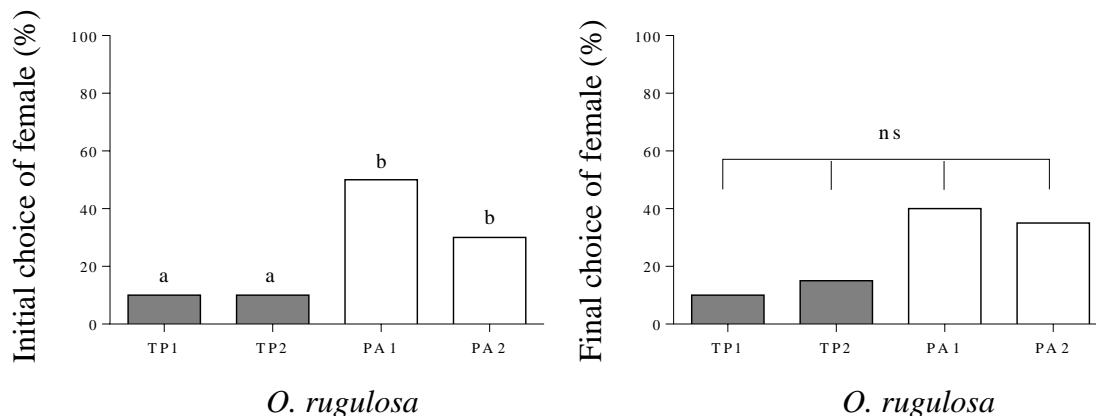 Initial choice of female (%)
100
80
60
40
20
0
a
a
b
b
TP1 TP2 PA1 PA2
O. rugulosa
Final choice of female (%)
100
80
60
40
20
0
ns
TP1 TP2 PA1 PA2
O. rugulosa